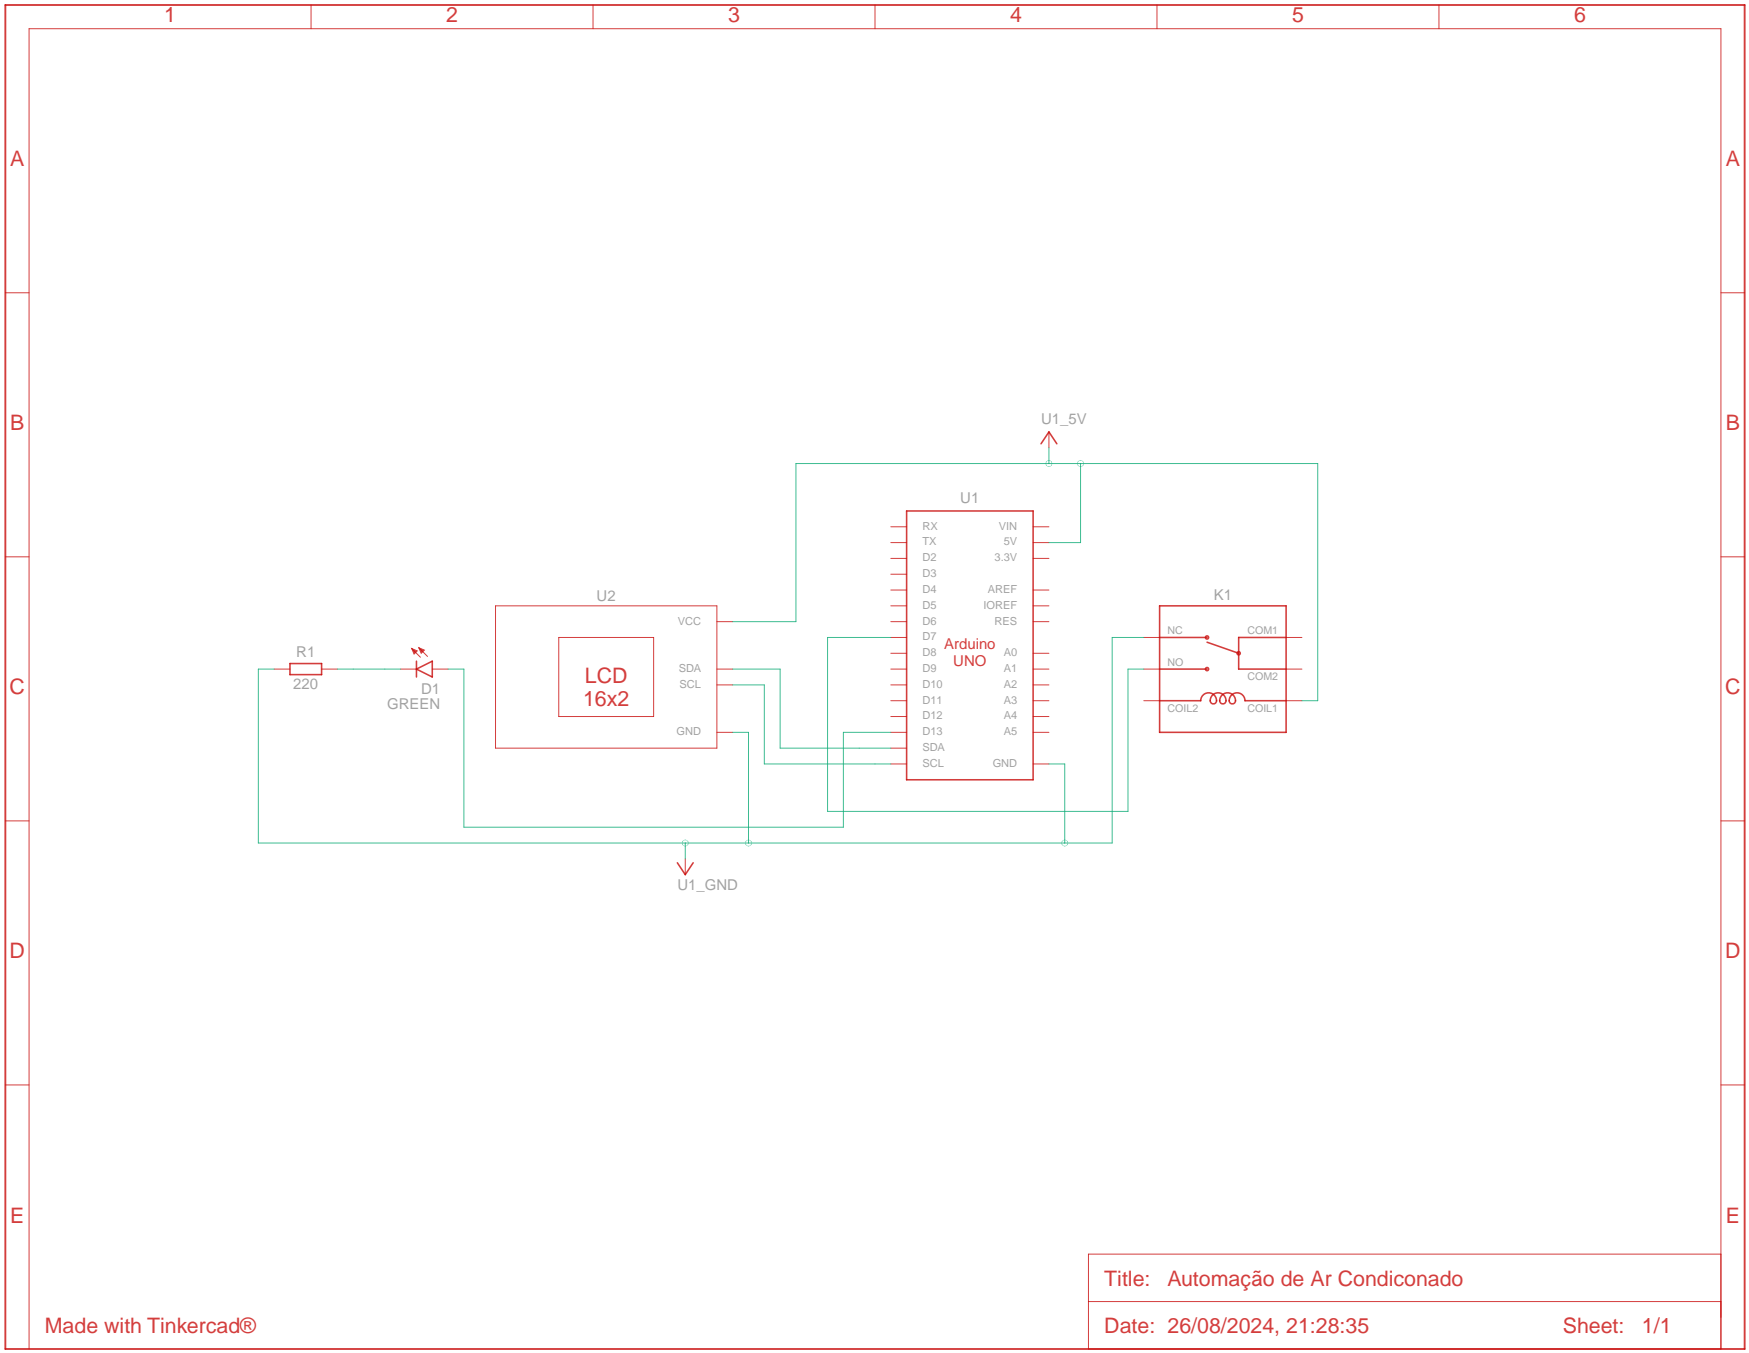 1 2 3 4 5 6
A A
B B
C C
D D
E E
U1_5V
U1
RX VIN
TX 5V
D2 3.3V
D3
D4 AREF
D5 IOREF
D6 RES
D7
D8 A0
D9 A1
D10 A2
D11 A3
D12 A4
D13 A5
SDA
SCL GND
Arduino
UNO
U2
VCC
SDA
SCL
GND
LCD
16x2
K1
NC COM1
NO COM2
COIL2 COIL1
R1
220
D1
GREEN
U1_GND
Title: Automação de Ar Condiconado
Date: 26/08/2024, 21:28:35 Sheet: 1/1
Made with Tinkercad®